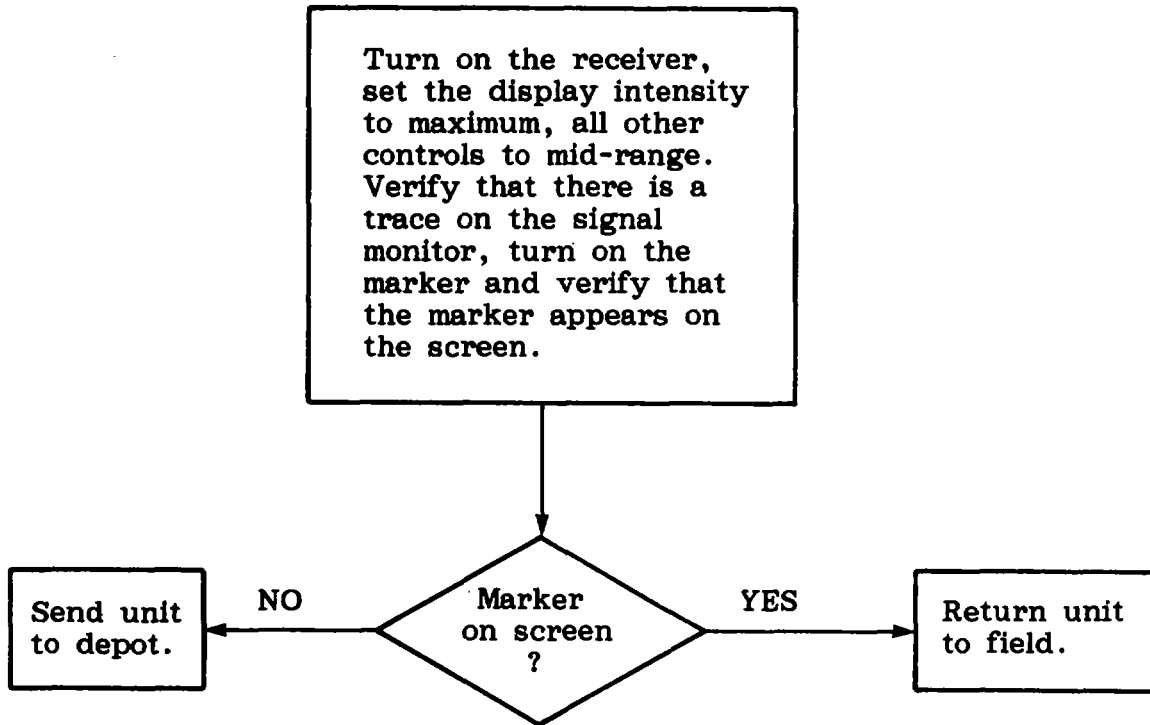 Turn on the receiver,
set the display intensity
to maximum, all other
controls to mid-range.
Verify that there is a
trace on the signal
monitor, turn on the
marker and verify that
the marker appears on
the screen.
Send unit
to depot.
NO
Marker
on screen
?
YES
Return unit
to field.